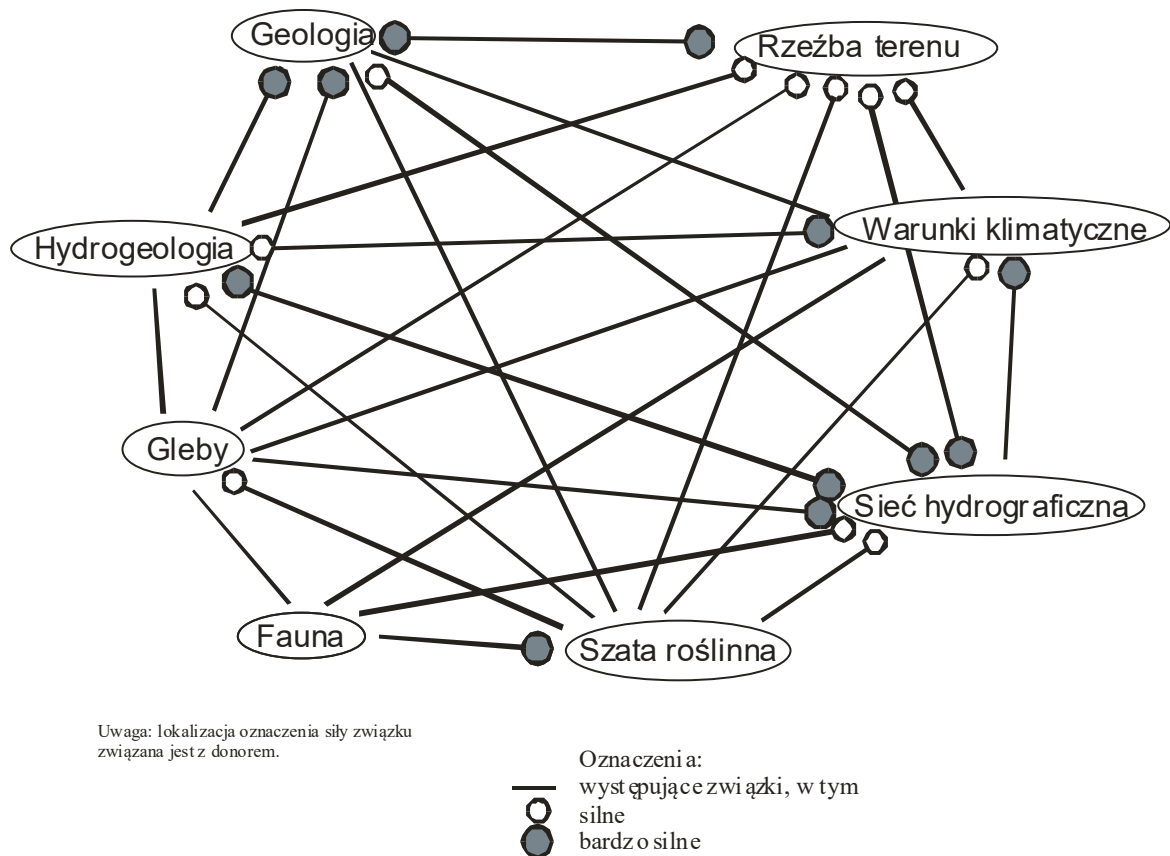 Geologia
Rzeźba terenu
Warunki klimatyczne
Hydrogeologia
Gleby
Sieć hydrograficzna
Fauna
Szata roślinna
Uwaga: lokalizacja oznaczenia siły związku
związana jest z donorem.
Oznaczenia:
występujące związki, w tym
silne
bardzo silne